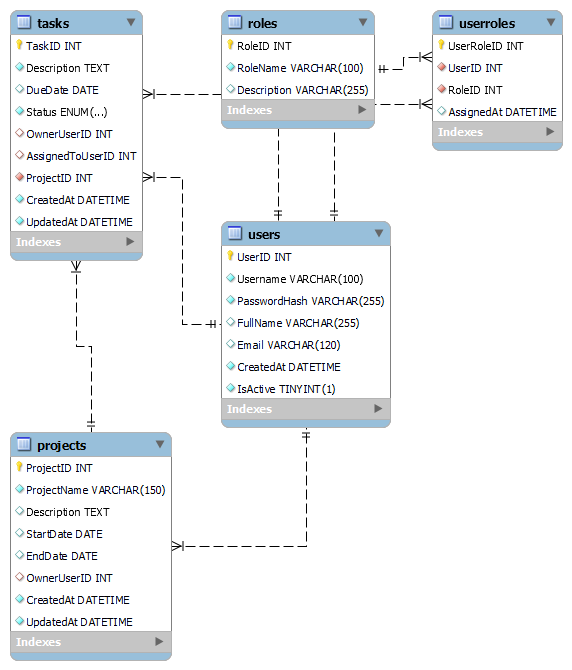 tasks
TaskID INT
Description TEXT
DueDate DATE
Status ENUM(...)
OwnerUserID INT
AssignedToUserID INT
ProjectID INT
CreatedAt DATETIME
UpdatedAt DATETIME
Indexes
roles
RoleID INT
RoleName VARCHAR(100)
Description VARCHAR(255)
Indexes
userroles
UserRoleID INT
UserID INT
RoleID INT
AssignedAt DATETIME
Indexes
users
UserID INT
Username VARCHAR(100)
PasswordHash VARCHAR(255)
FullName VARCHAR(255)
Email VARCHAR(120)
CreatedAt DATETIME
IsActive TINYINT(1)
Indexes
projects
ProjectID INT
ProjectName VARCHAR(150)
Description TEXT
StartDate DATE
EndDate DATE
OwnerUserID INT
CreatedAt DATETIME
UpdatedAt DATETIME
Indexes